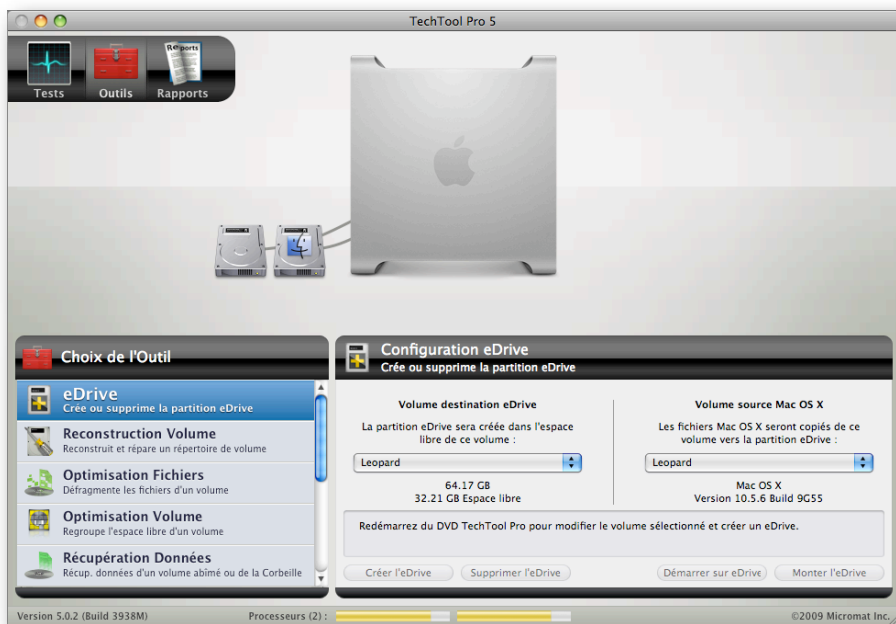 TechTool Pro 5
Reports
Tests
Outils
Rapports
Choix de l'Outil
eDrive
Crée ou supprime la partition eDrive
Reconstruction Volume
Reconstruit et répare un répertoire de volume
Optimisation Fichiers
Défragmente les fichiers d'un volume
Optimisation Volume
Regroupe l'espace libre d'un volume
Récupération Données
Récup. données d'un volume abîmé ou de la Corbeille
Configuration eDrive
Crée ou supprime la partition eDrive
Volume destination eDrive
La partition eDrive sera créée dans l'espace
libre de ce volume :
Leopard
64.17 GB
32.21 GB Espace libre
Volume source Mac OS X
Les fichiers Mac OS X seront copiés de ce
volume vers la partition eDrive :
Leopard
Mac OS X
Version 10.5.6 Build 9G55
Redémarrez du DVD TechTool Pro pour modifier le volume sélectionné et créer un eDrive.
Créer l'eDrive
Supprimer l'eDrive
Démarrer sur eDrive
Monter l'eDrive
Version 5.0.2 (Build 3938M)
Processeurs (2) :
©2009 Micromat Inc.